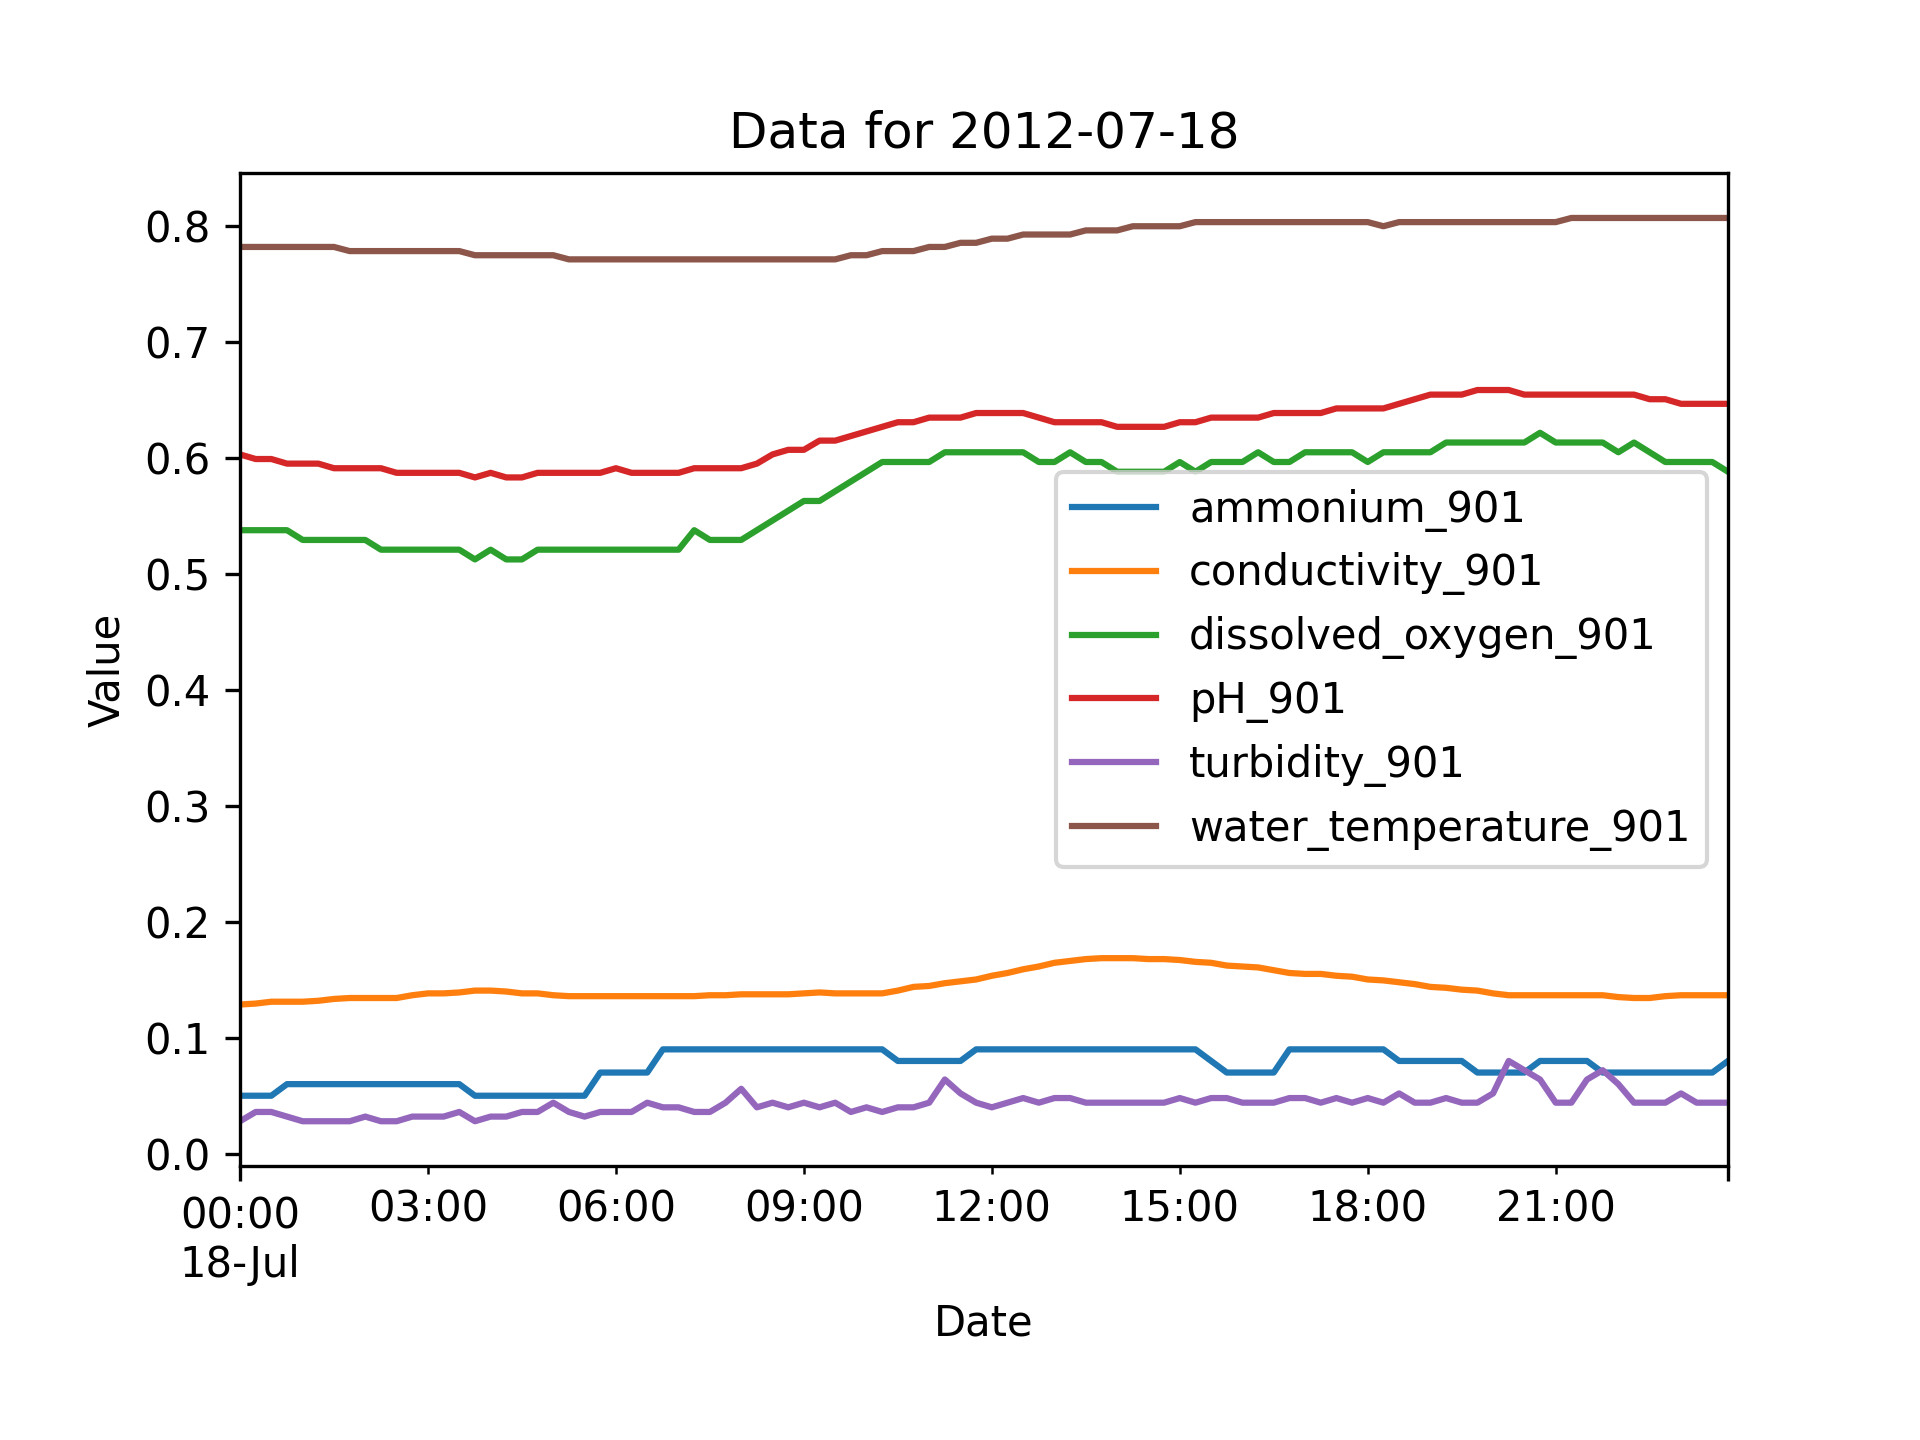 Data for 2012-07-18
0.8
0.7
0.6
0.5
0.4
0.3
0.2
0.1
0.0
Value
ammonium_901
conductivity_901
dissolved_oxygen_901
pH_901
turbidity_901
water_temperature_901
00:00 03:00 06:00 09:00 12:00 15:00 18:00 21:00
18-Jul
Date